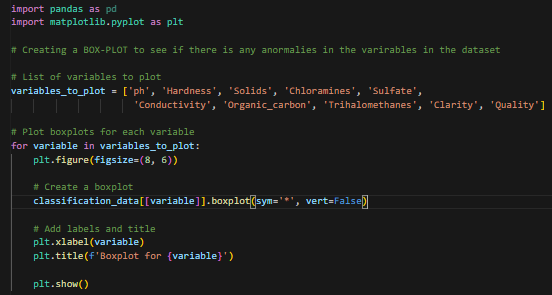 import pandas as pd
import matplotlib.pyplot as plt
# Creating a BOX-PLOT to see if there is any anormalies in the varirables in the dataset
# List of variables to plot
variables_to_plot = ['ph', 'Hardness', 'Solids', 'Chloramines', 'Sulfate',
'Conductivity', 'Organic_carbon', 'Trihalomethanes', 'Clarity', 'Quality']
# Plot boxplots for each variable
for variable in variables_to_plot:
plt.figure(figsize=(8, 6))
# Create a boxplot
classification_data[[variable]].boxplot(sym='*', vert=False)
# Add labels and title
plt.xlabel(variable)
plt.title(f'Boxplot for {variable}')
plt.show()